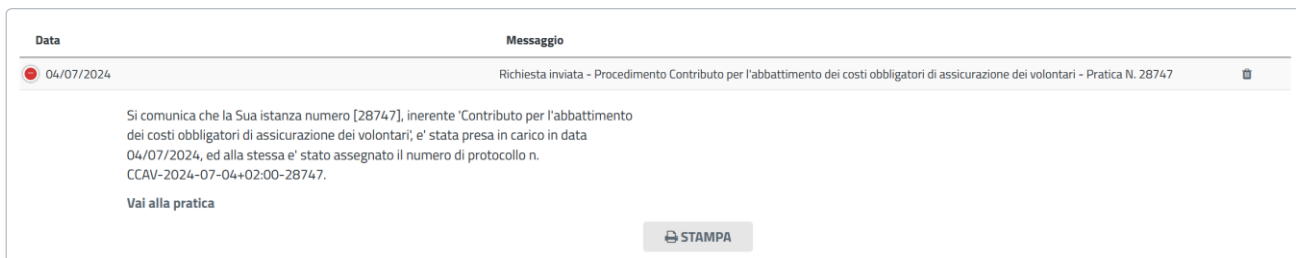 Data Messaggio
04/07/2024 Richiesta inviata - Procedimento Contributo per l'abbattimento dei costi obbligatori di assicurazione dei volontari - Pratica N. 28747
Si comunica che la Sua istanza numero [28747], inerente 'Contributo per l'abbattimento
dei costi obbligatori di assicurazione dei volontari', e' stata presa in carico in data
04/07/2024, ed alla stessa e' stato assegnato il numero di protocollo n.
CCAV-2024-07-04+02:00-28747.
Vai alla pratica
STAMPA